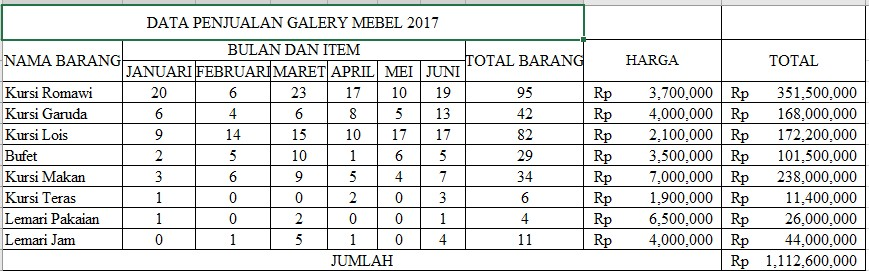 DATA PENJUALAN GALERY MEBEL 2017
NAMA BARANG BULAN DAN ITEM TOTAL BARANG HARGA TOTAL
JANUARI FEBRUARI MARET APRIL MEI JUNI
Kursi Romawi 20 6 23 17 10 19 95 Rp 3,700,000 Rp 351,500,000
Kursi Garuda 6 4 6 8 5 13 42 Rp 4,000,000 Rp 168,000,000
Kursi Lois 9 14 15 10 17 17 82 Rp 2,100,000 Rp 172,200,000
Bufet 2 5 10 1 6 5 29 Rp 3,500,000 Rp 101,500,000
Kursi Makan 3 6 9 5 4 7 34 Rp 7,000,000 Rp 238,000,000
Kursi Teras 1 0 0 2 0 3 6 Rp 1,900,000 Rp 11,400,000
Lemari Pakaian 1 0 2 0 0 1 4 Rp 6,500,000 Rp 26,000,000
Lemari Jam 0 1 5 1 0 4 11 Rp 4,000,000 Rp 44,000,000
JUMLAH Rp 1,112,600,000